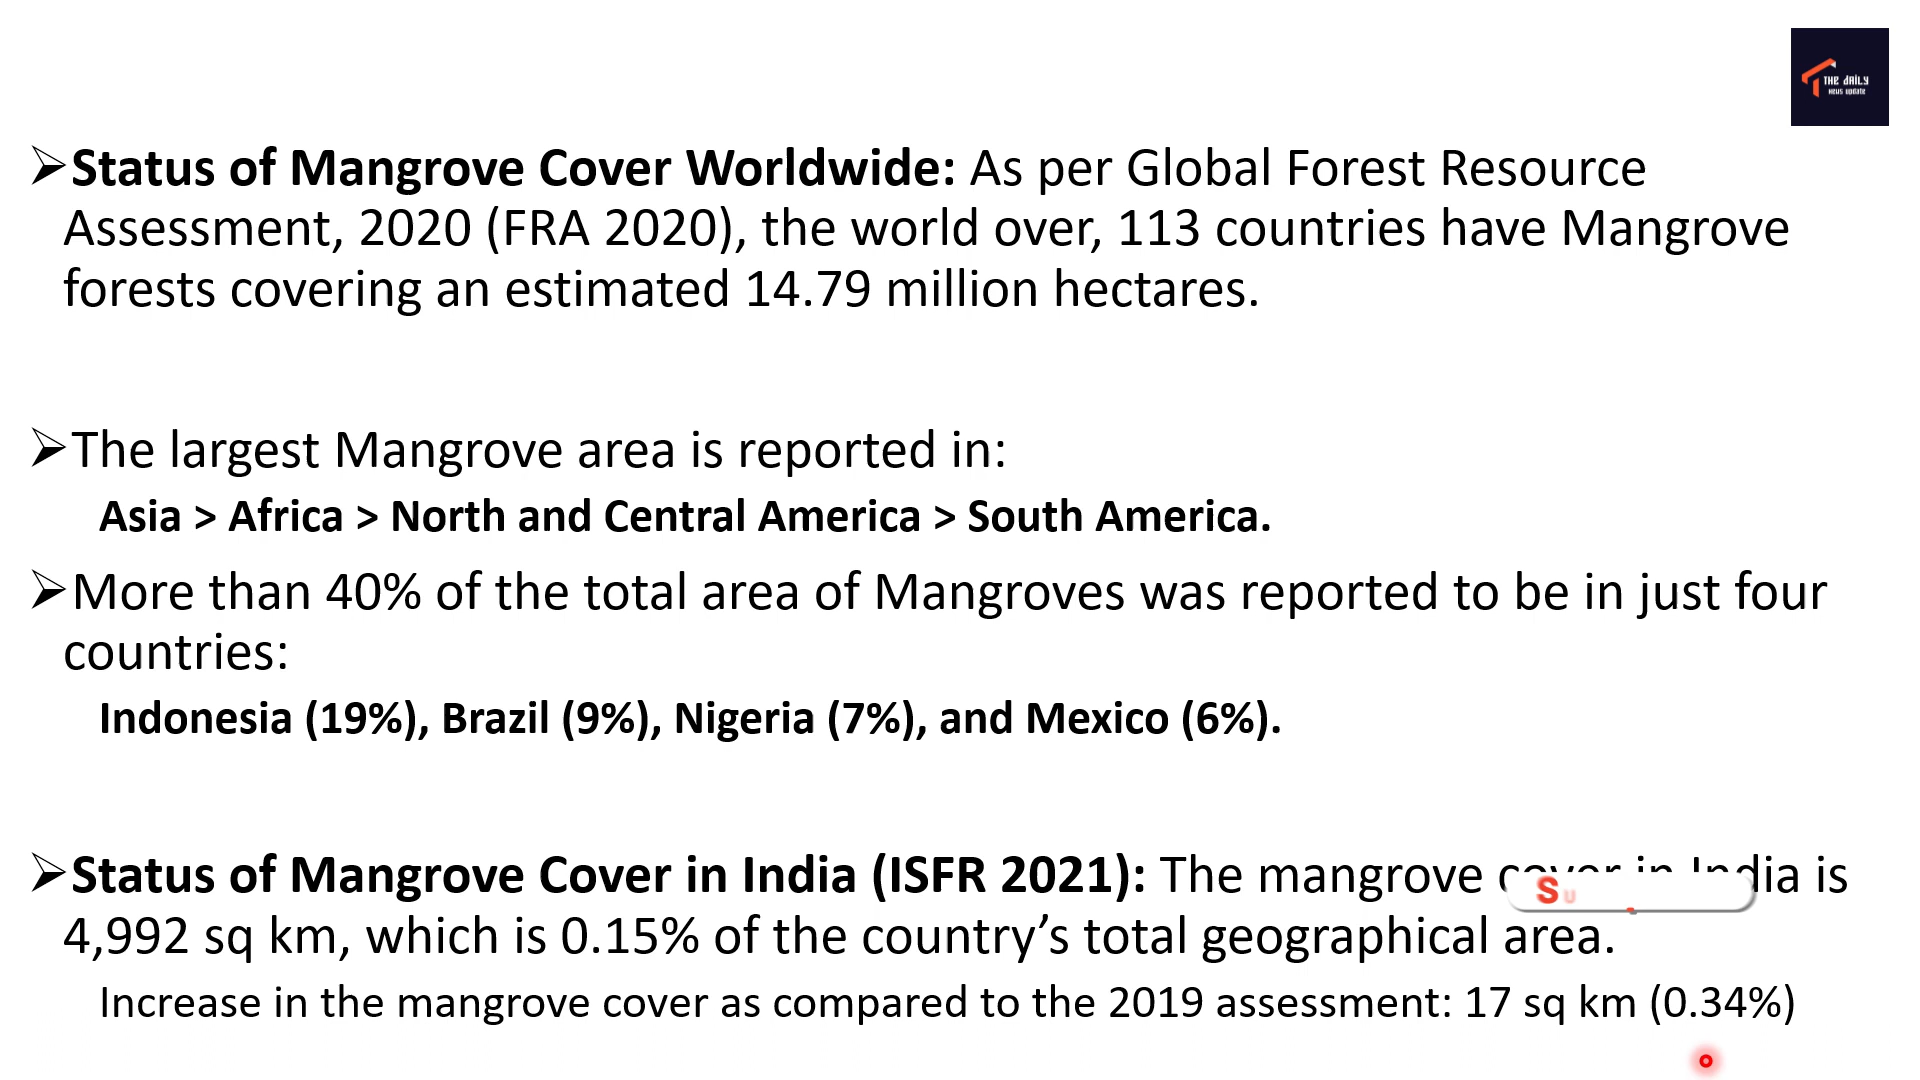 THE DAILY
News update
➢Status of Mangrove Cover Worldwide: As per Global Forest Resource
Assessment, 2020 (FRA 2020), the world over, 113 countries have Mangrove
forests covering an estimated 14.79 million hectares.
➢The largest Mangrove area is reported in:
Asia > Africa > North and Central America > South America.
➢More than 40% of the total area of Mangroves was reported to be in just four
countries:
Indonesia (19%), Brazil (9%), Nigeria (7%), and Mexico (6%).
➢Status of Mangrove Cover in India (ISFR 2021): The mangrove cover in India is
4,992 sq km, which is 0.15% of the country’s total geographical area.
Increase in the mangrove cover as compared to the 2019 assessment: 17 sq km (0.34%)